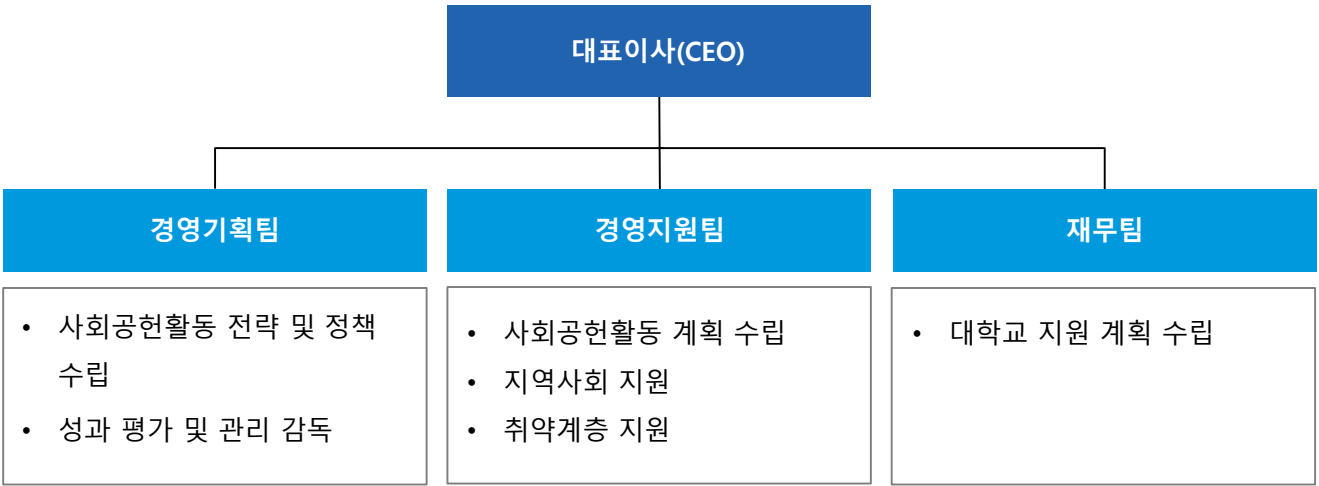 대표이사(CEO)
경영기획팀
• 사회공헌활동 전략 및 정책
수립
• 성과 평가 및 관리 감독
경영지원팀
• 사회공헌활동 계획 수립
• 지역사회 지원
• 취약계층 지원
재무팀
• 대학교 지원 계획 수립